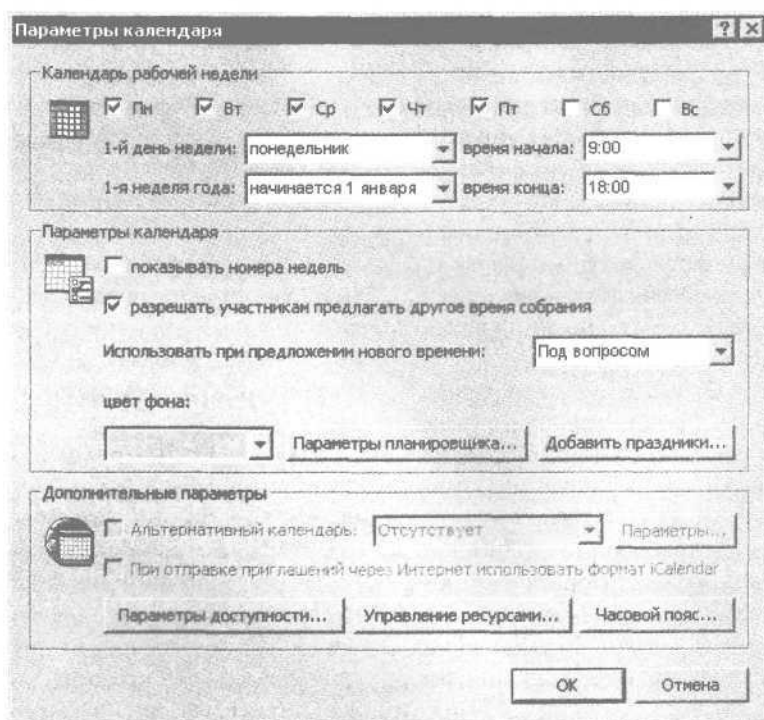 Параметры календаря
Календарь рабочей недели
Пн Вт Ср Чт Пт Сб Вс
1-й день недели: понедельник время начала: 9:00
1-я неделя года: начинается 1 января время конца: 18:00
Параметры календаря
показывать номера недель
разрешать участникам предлагать другое время собрания
Использовать при предложении нового времени: Под вопросом
цвет фона:
Параметры планировщика... Добавить праздники...
Дополнительные параметры
Альтернативный календарь: Отсутствует Параметры...
При отправке приглашений через Интернет использовать формат iCalendar
Параметры доступности... Управление ресурсами... Часовой пояс...
ОК Отмена